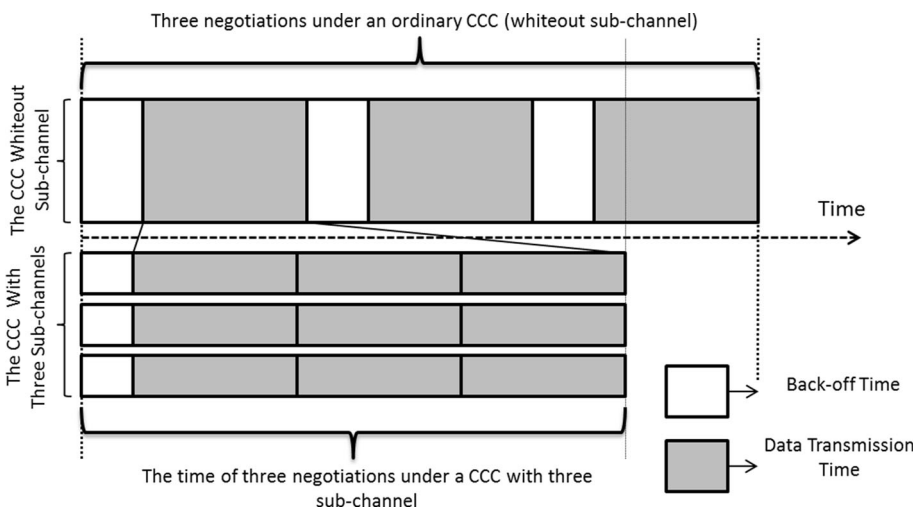 Three negotiations under an ordinary CCC (whiteout sub-channel)
The CCC Whiteout
Sub-channel
Time
The CCC With
Three Sub-channels
Back-off Time
Data Transmission
Time
The time of three negotiations under a CCC with three
sub-channel